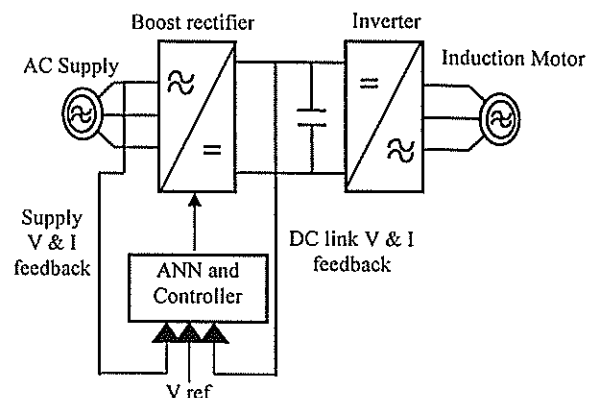 Boost rectifier
Inverter
AC Supply
Induction Motor
Supply
V & I
feedback
DC link V & I
feedback
ANN and
Controller
V ref